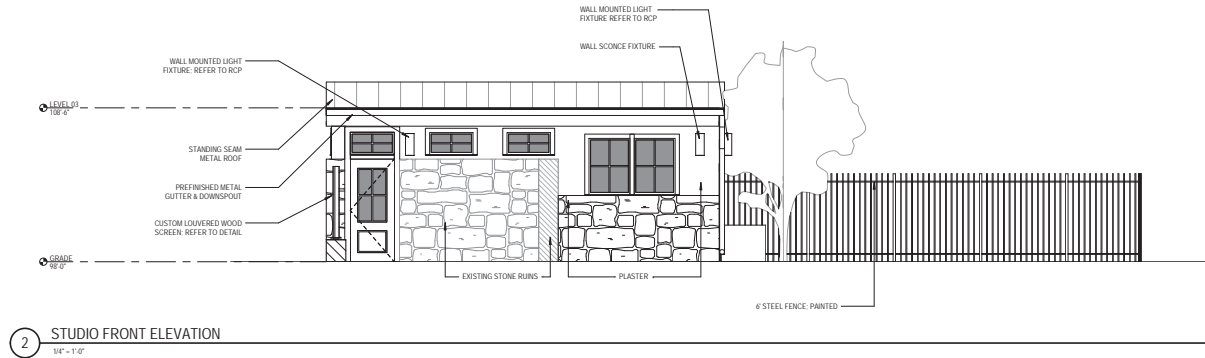 WALL MOUNTED LIGHT
FIXTURE REFER TO RCP
WALL SCONCE FIXTURE
WALL MOUNTED LIGHT
FIXTURE; REFER TO RCP
LEVEL 03
108'-6"
STANDING SEAM
METAL ROOF
PREFINISHED METAL
GUTTER & DOWNSPOUT
CUSTOM LOUVERED WOOD
SCREEN; REFER TO DETAIL
GRADE
98'-0"
EXISTING STONE RUINS
PLASTER
6' STEEL FENCE; PAINTED
2
STUDIO FRONT ELEVATION
1/4" = 1'-0"